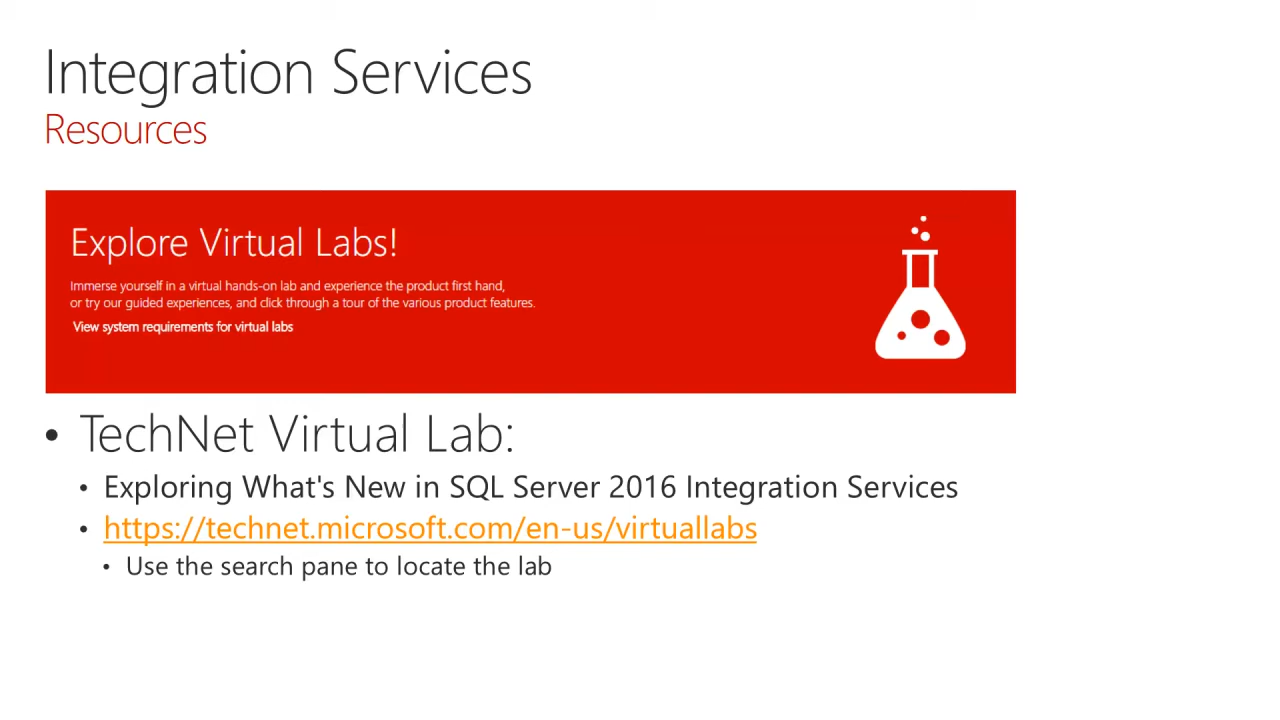 Integration Services
Resources
Explore Virtual Labs!
Immerse yourself in a virtual hands-on lab and experience the product first hand,
or try our guided experiences, and click through a tour of the various product features.
View system requirements for virtual labs
• TechNet Virtual Lab:
• Exploring What's New in SQL Server 2016 Integration Services
• https://technet.microsoft.com/en-us/virtuallabs
• Use the search pane to locate the lab